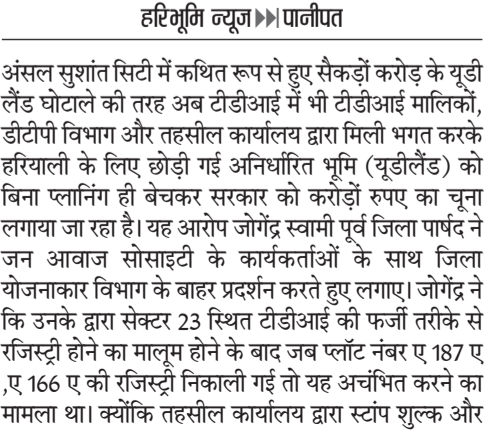 हरिभूमि न्यूज ▶▶ पानीपत
अंसल सुशांत सिटी में कथित रूप से हुए सैकड़ों करोड़ के यूडी
लैंड घोटाले की तरह अब टीडीआई में भी टीडीआई मालिकों,
डीटीपी विभाग और तहसील कार्यालय द्वारा मिली भगत करके
हरियाली के लिए छोड़ी गई अनिर्धारित भूमि (यूडीलैंड) को
बिना प्लानिंग ही बेचकर सरकार को करोड़ों रुपए का चूना
लगाया जा रहा है। यह आरोप जोगेंद्र स्वामी पूर्व जिला पार्षद ने
जन आवाज सोसाइटी के कार्यकर्ताओं के साथ जिला
योजनाकार विभाग के बाहर प्रदर्शन करते हुए लगाए। जोगेंद्र ने
कि उनके द्वारा सेक्टर 23 स्थित टीडीआई की फर्जी तरीके से
रजिस्ट्री होने का मालूम होने के बाद जब प्लॉट नंबर ए 187 ए
,ए 166 ए की रजिस्ट्री निकाली गई तो यह अचंभित करने का
मामला था। क्योंकि तहसील कार्यालय द्वारा स्टांप शुल्क और